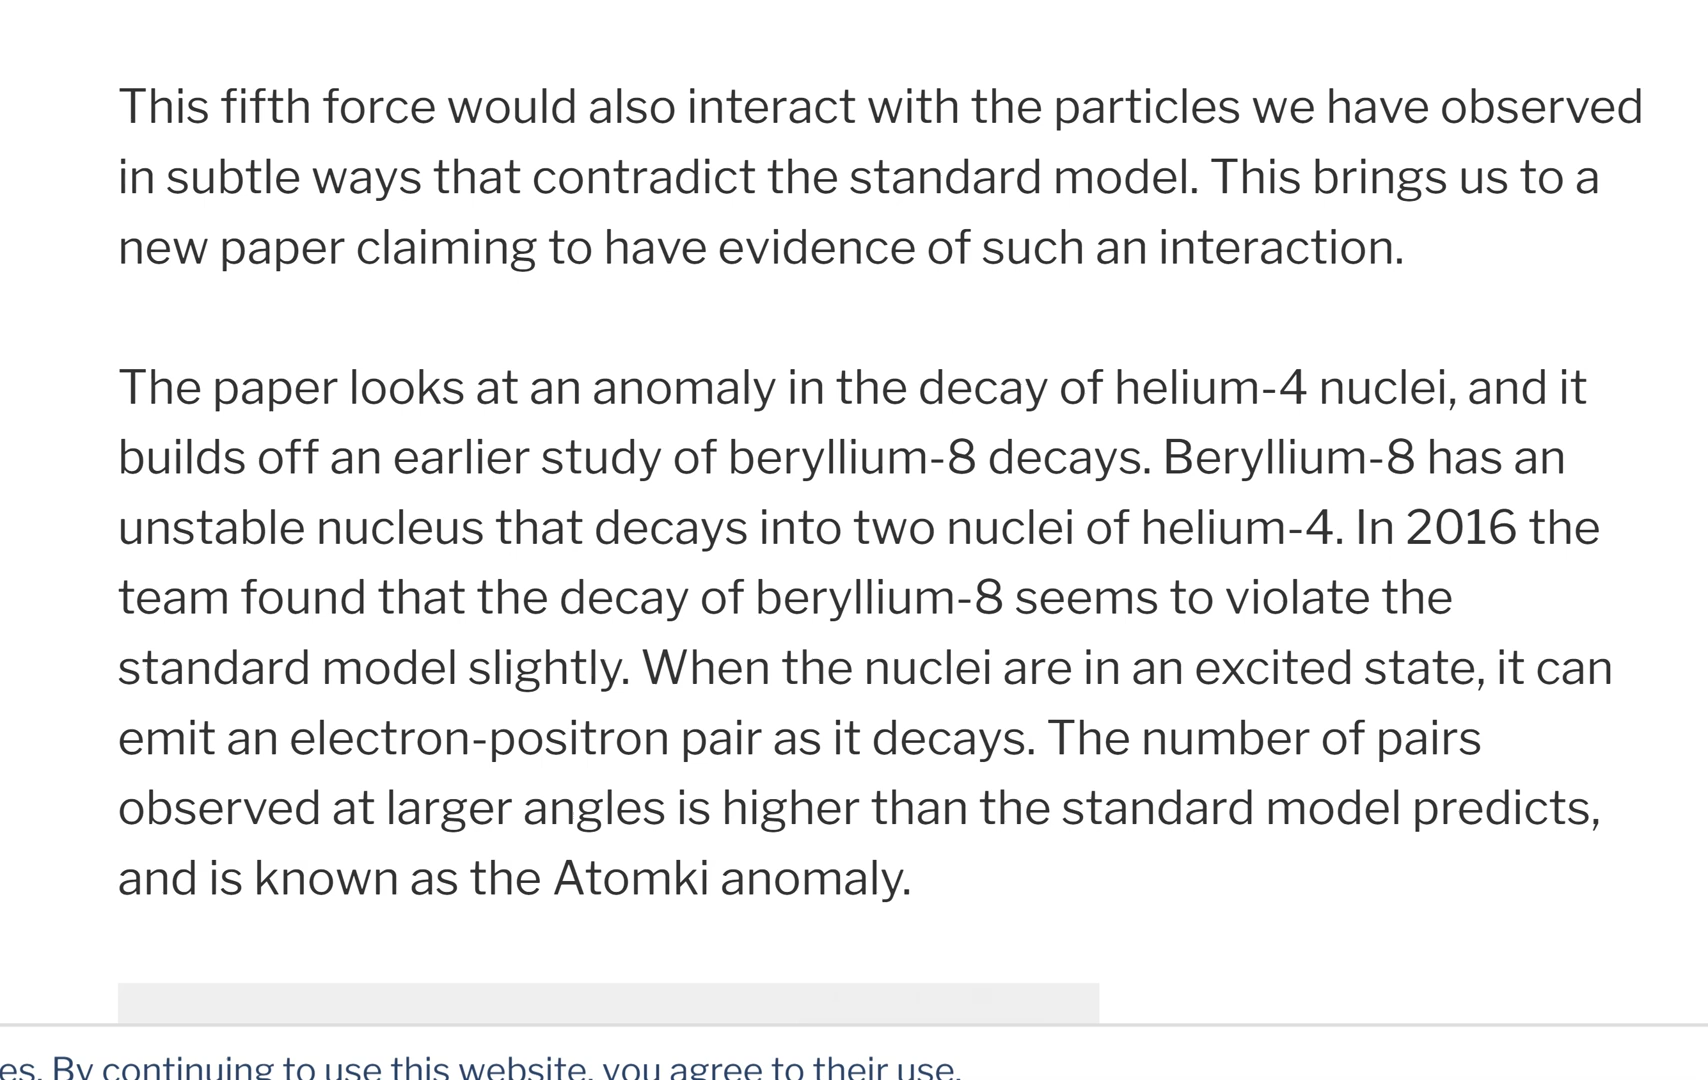 This fifth force would also interact with the particles we have observed
in subtle ways that contradict the standard model. This brings us to a
new paper claiming to have evidence of such an interaction.
The paper looks at an anomaly in the decay of helium-4 nuclei, and it
builds off an earlier study of beryllium-8 decays. Beryllium-8 has an
unstable nucleus that decays into two nuclei of helium-4. In 2016 the
team found that the decay of beryllium-8 seems to violate the
standard model slightly. When the nuclei are in an excited state, it can
emit an electron-positron pair as it decays. The number of pairs
observed at larger angles is higher than the standard model predicts,
and is known as the Atomki anomaly.
es. By continuing to use this website, you agree to their use.